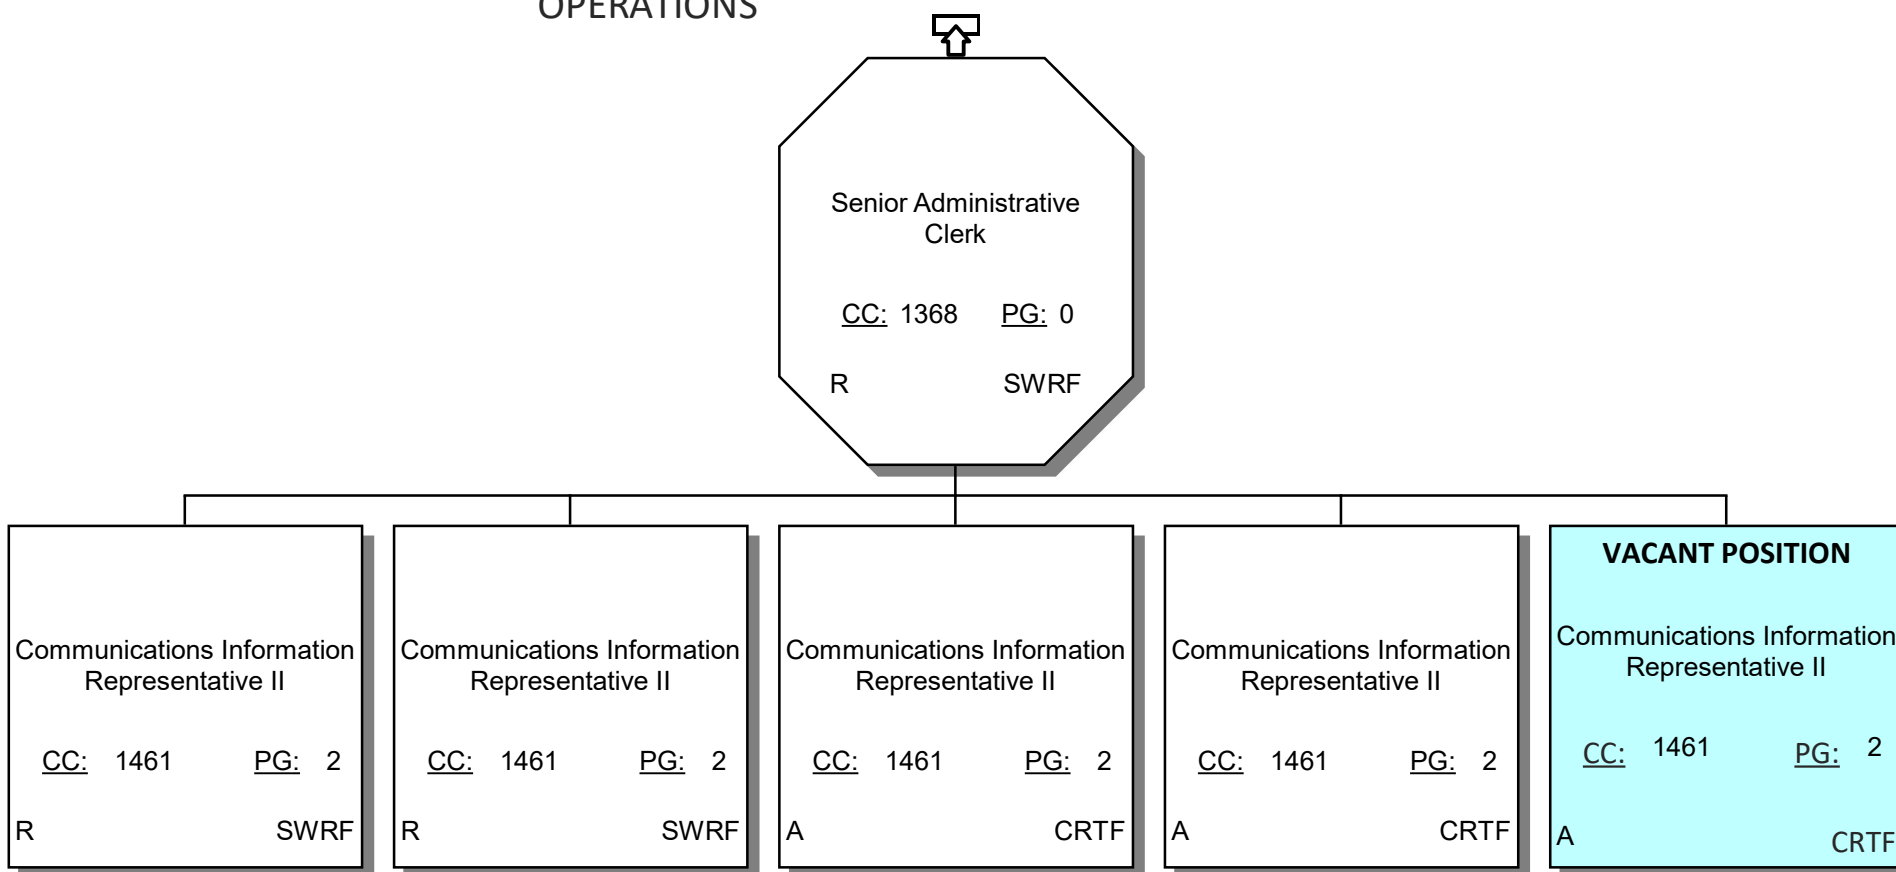 OPERATIONS
Senior Administrative
Clerk
CC: 1368 PG: 0
R SWRF
Communications Information
Representative II
CC: 1461 PG: 2
R SWRF
Communications Information
Representative II
CC: 1461 PG: 2
R SWRF
Communications Information
Representative II
CC: 1461 PG: 2
A CRTF
Communications Information
Representative II
CC: 1461 PG: 2
A CRTF
VACANT POSITION
Communications Information
Representative II
CC: 1461 PG: 2
A CRTF